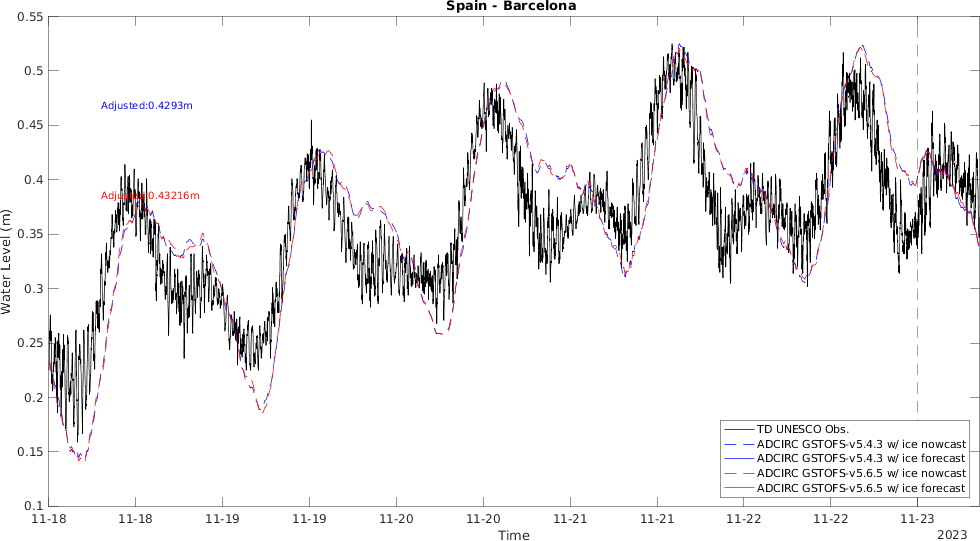 Spain - Barcelona
0.55
0.5
0.45
0.4
0.35
0.3
0.25
0.2
0.15
0.1
Water Level (m)
Adjusted:0.4293m
Adjusted:0.43216m
TD UNESCO Obs.
ADCIRC GSTOFS-v5.4.3 w/ ice nowcast
ADCIRC GSTOFS-v5.4.3 w/ ice forecast
ADCIRC GSTOFS-v5.6.5 w/ ice nowcast
ADCIRC GSTOFS-v5.6.5 w/ ice forecast
11-18 11-18 11-19 11-19 11-20 11-20 11-21 11-21 11-22 11-22 11-23
Time
2023